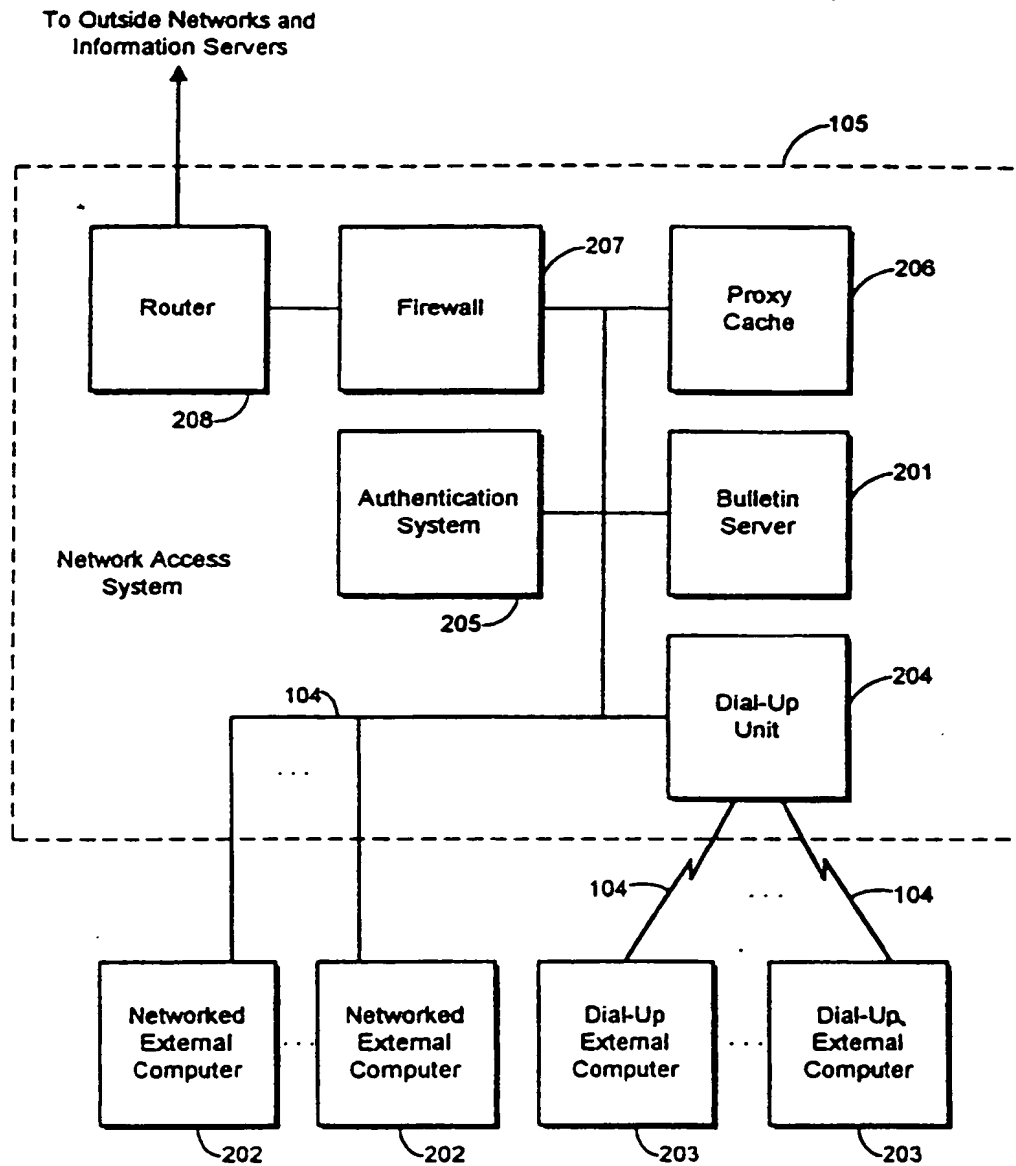 To Outside Networks and
Information Servers
105
Router
208
Firewall
207
Proxy
Cache
206
Network Access
System
Authentication
System
205
Bulletin
Server
201
Dial-Up
Unit
204
104
...
104
...
104
Networked
External
Computer
202
...
Networked
External
Computer
202
Dial-Up
External
Computer
203
...
Dial-Up
External
Computer
203